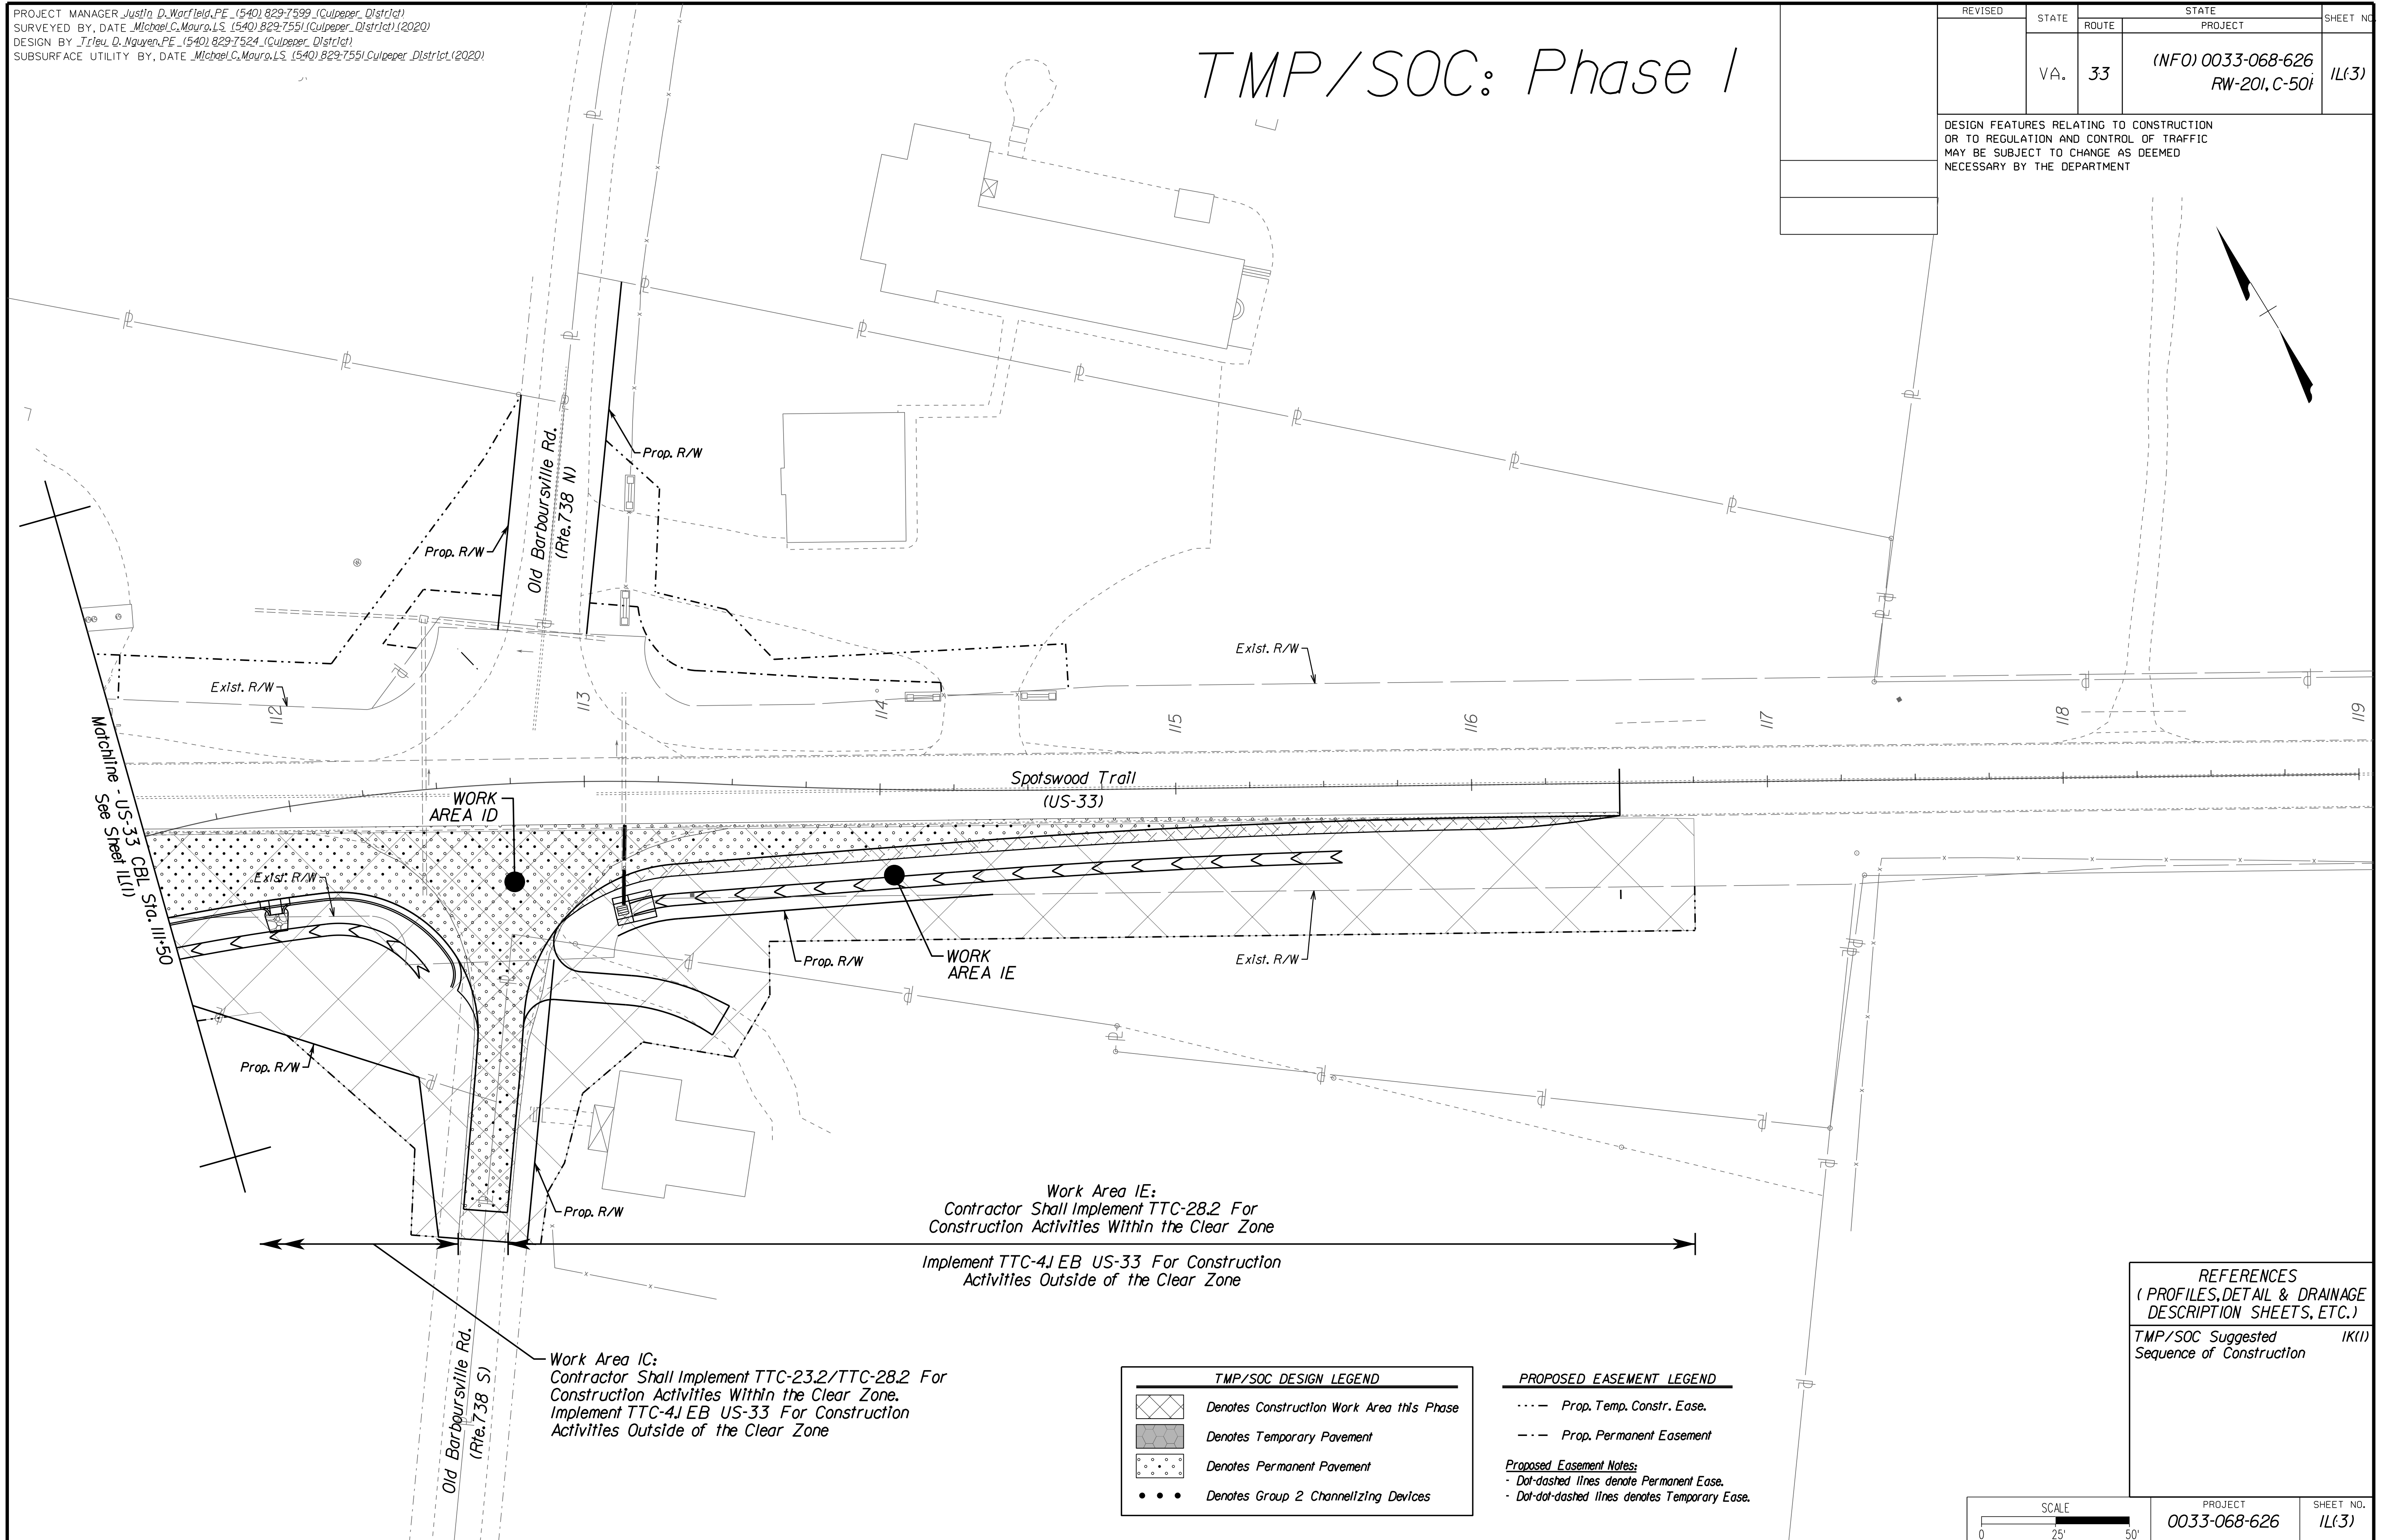 PROJECT MANAGER Justin D. Warfield, PE (540) 829-7599 (Culpeper District)
SURVEYED BY, DATE Michael C. Mauro, LS (540) 829-7551 (Culpeper District) (2020)
DESIGN BY Trieu D. Nguyen, PE (540) 829-7524 (Culpeper District)
SUBSURFACE UTILITY BY, DATE Michael C. Mauro, LS (540) 829-7551 Culpeper District (2020)
TMP/SOC: Phase 1
REVISED
STATE
STATE
SHEET NO.
ROUTE
PROJECT
VA.
33
(NFO) 0033-068-626
RW-201, C-501
1L(3)
DESIGN FEATURES RELATING TO CONSTRUCTION
OR TO REGULATION AND CONTROL OF TRAFFIC
MAY BE SUBJECT TO CHANGE AS DEEMED
NECESSARY BY THE DEPARTMENT
Prop. R/W
Old Barboursville Rd.
(Rte.738 N)
Prop. R/W
Exist. R/W
Exist. R/W
112
113
114
115
116
117
118
119
Matchline - US-33 CBL Sta. 111+50
See Sheet 1L(1)
Spotswood Trail
(US-33)
WORK
AREA 1D
Exist. R/W
Prop. R/W
WORK
AREA 1E
Exist. R/W
Prop. R/W
Prop. R/W
Work Area 1E:
Contractor Shall Implement TTC-28.2 For
Construction Activities Within the Clear Zone
Implement TTC-4.1 EB US-33 For Construction
Activities Outside of the Clear Zone
Old Barboursville Rd.
(Rte.738 S)
Work Area 1C:
Contractor Shall Implement TTC-23.2/TTC-28.2 For
Construction Activities Within the Clear Zone.
Implement TTC-4.1 EB US-33 For Construction
Activities Outside of the Clear Zone
TMP/SOC DESIGN LEGEND
Denotes Construction Work Area this Phase
Denotes Temporary Pavement
Denotes Permanent Pavement
Denotes Group 2 Channelizing Devices
PROPOSED EASEMENT LEGEND
Prop. Temp. Constr. Ease.
Prop. Permanent Easement
Proposed Easement Notes:
- Dot-dashed lines denote Permanent Ease.
- Dot-dot-dashed lines denotes Temporary Ease.
REFERENCES
( PROFILES, DETAIL & DRAINAGE
DESCRIPTION SHEETS, ETC.)
TMP/SOC Suggested 1K(1)
Sequence of Construction
SCALE
0 25' 50'
PROJECT
0033-068-626
SHEET NO.
1L(3)